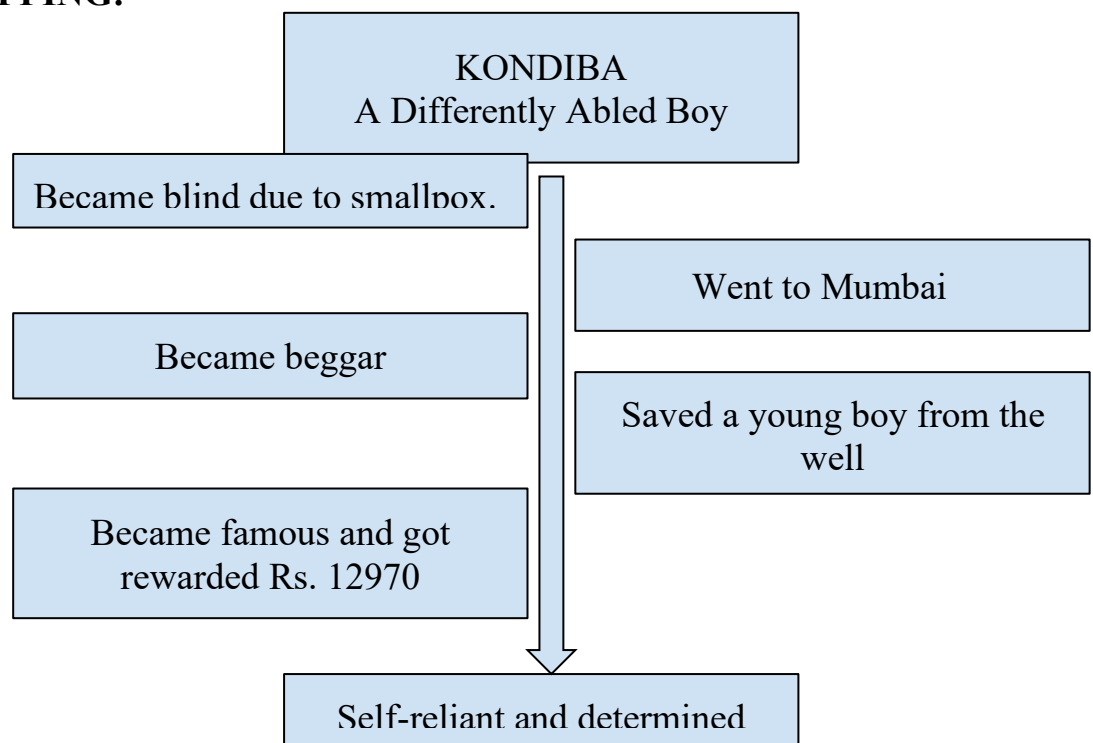 KONDIBA
A Differently Abled Boy
Became blind due to smallpox.
Went to Mumbai
Became beggar
Saved a young boy from the
well
Became famous and got
rewarded Rs. 12970
Self-reliant and determined